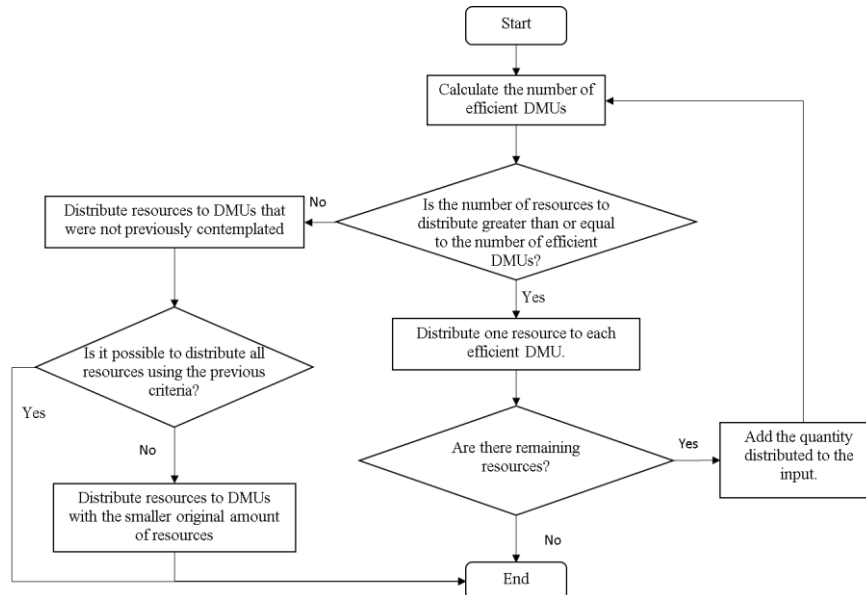 Start
Calculate the number of
efficient DMUs
Is the number of resources to
distribute greater than or equal
to the number of efficient
DMUs?
No
Distribute resources to DMUs that
were not previously contemplated
Yes
Distribute one resource to each
efficient DMU.
Is it possible to distribute all
resources using the previous
criteria?
Yes
No
Are there remaining
resources?
Yes
Add the quantity
distributed to the
input.
Distribute resources to DMUs
with the smaller original amount
of resources
No
End